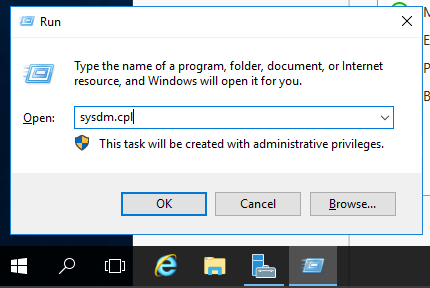 Run
Type the name of a program, folder, document, or Internet
resource, and Windows will open it for you.
Open:
sysdm.cpl
This task will be created with administrative privileges.
OK
Cancel
Browse...